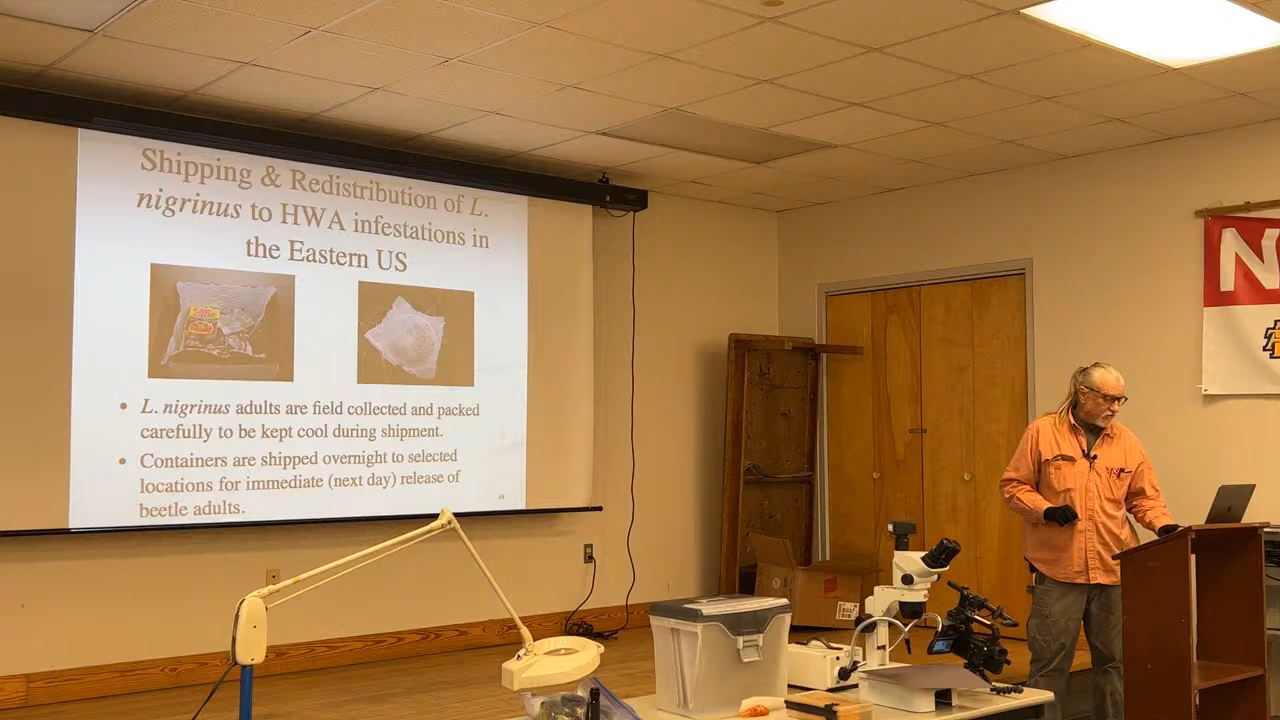 Shipping & Redistribution of L.
nigrinus to HWA infestations in
the Eastern US
• L. nigrinus adults are field collected and packed
carefully to be kept cool during shipment.
• Containers are shipped overnight to selected
locations for immediate (next day) release of
beetle adults.
N